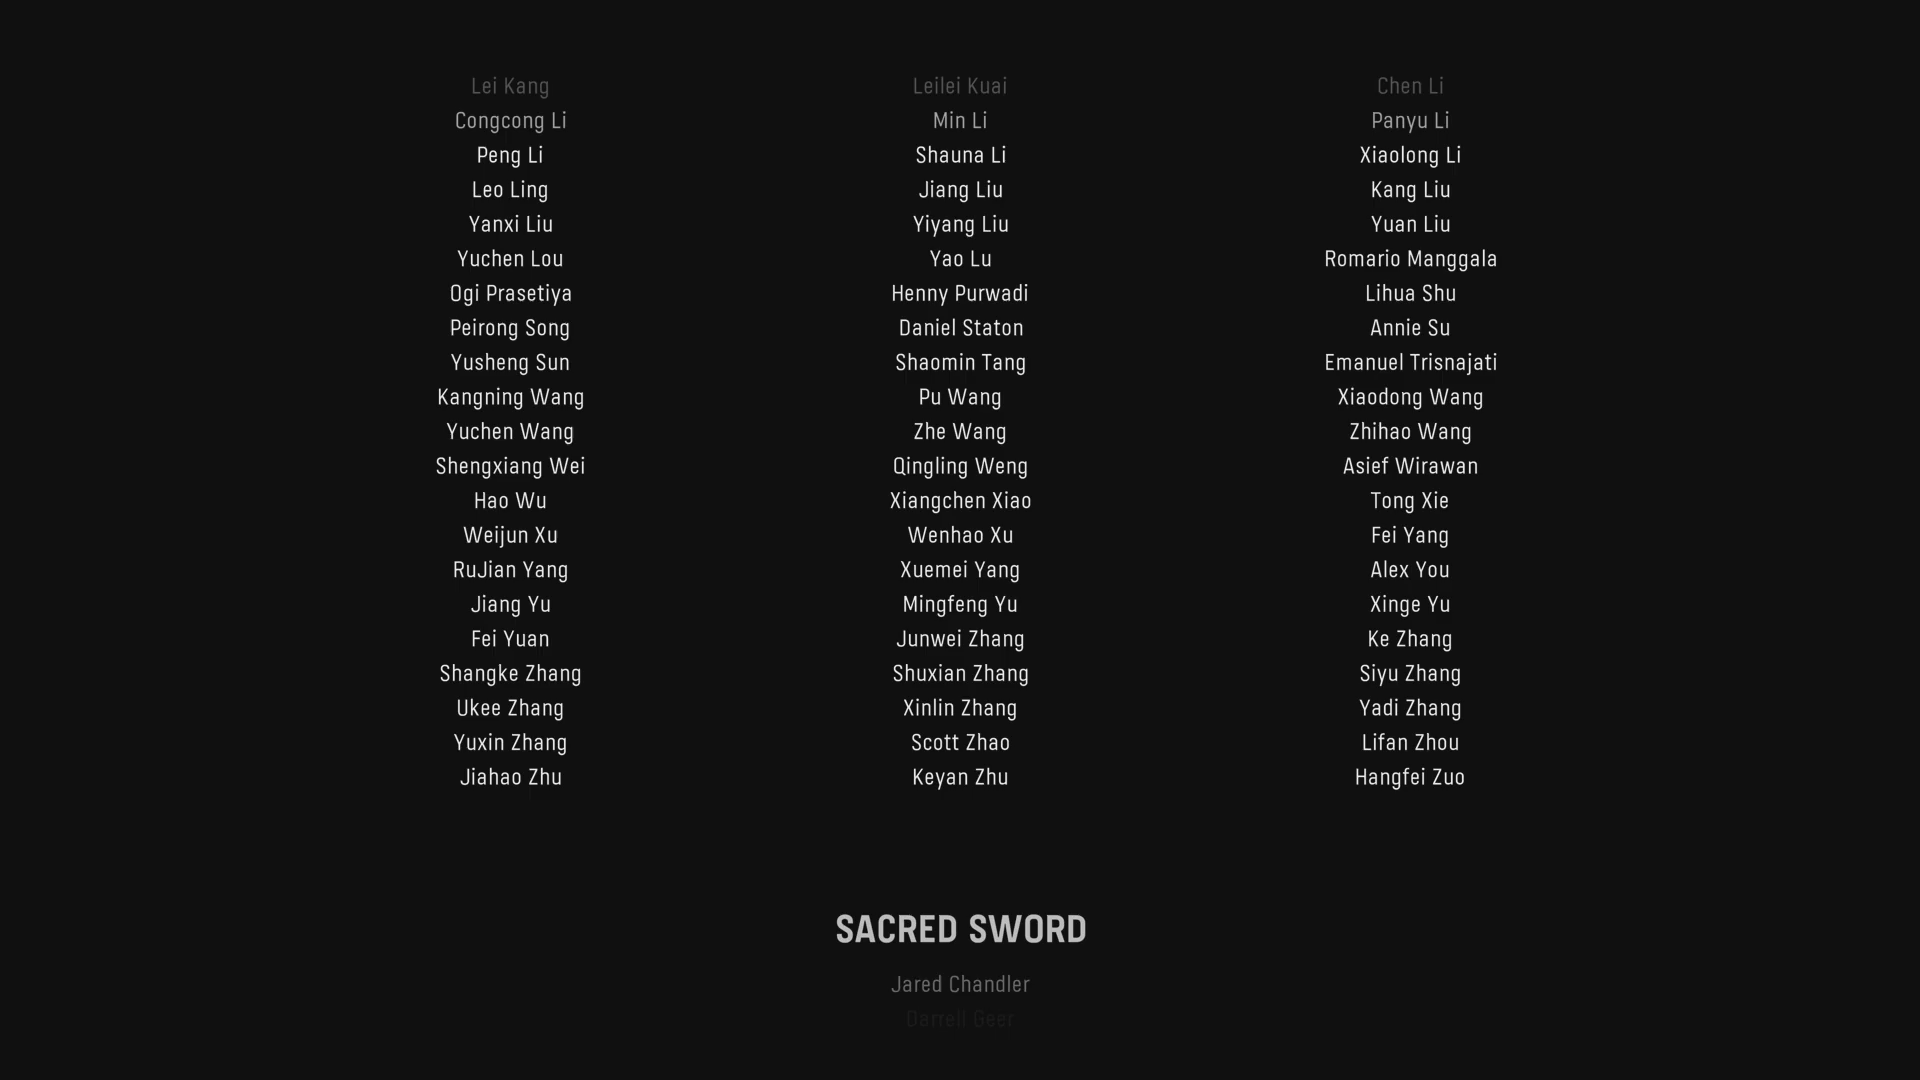 Lei Kang Leilei Kuai Chen Li
Congcong Li Min Li Panyu Li
Peng Li Shauna Li Xiaolong Li
Leo Ling Jiang Liu Kang Liu
Yanxi Liu Yiyang Liu Yuan Liu
Yuchen Lou Yao Lu Romario Manggala
Ogi Prasetiya Henny Purwadi Lihua Shu
Peirong Song Daniel Staton Annie Su
Yusheng Sun Shaomin Tang Emanuel Trisnajati
Kangning Wang Pu Wang Xiaodong Wang
Yuchen Wang Zhe Wang Zhihao Wang
Shengxiang Wei Qingling Weng Asief Wirawan
Hao Wu Xiangchen Xiao Tong Xie
Weijun Xu Wenhao Xu Fei Yang
RuJian Yang Xuemei Yang Alex You
Jiang Yu Mingfeng Yu Xinge Yu
Fei Yuan Junwei Zhang Ke Zhang
Shangke Zhang Shuxian Zhang Siyu Zhang
Ukee Zhang Xinlin Zhang Yadi Zhang
Yuxin Zhang Scott Zhao Lifan Zhou
Jiahao Zhu Keyan Zhu Hangfei Zuo
SACRED SWORD
Jared Chandler
Darrell Geer